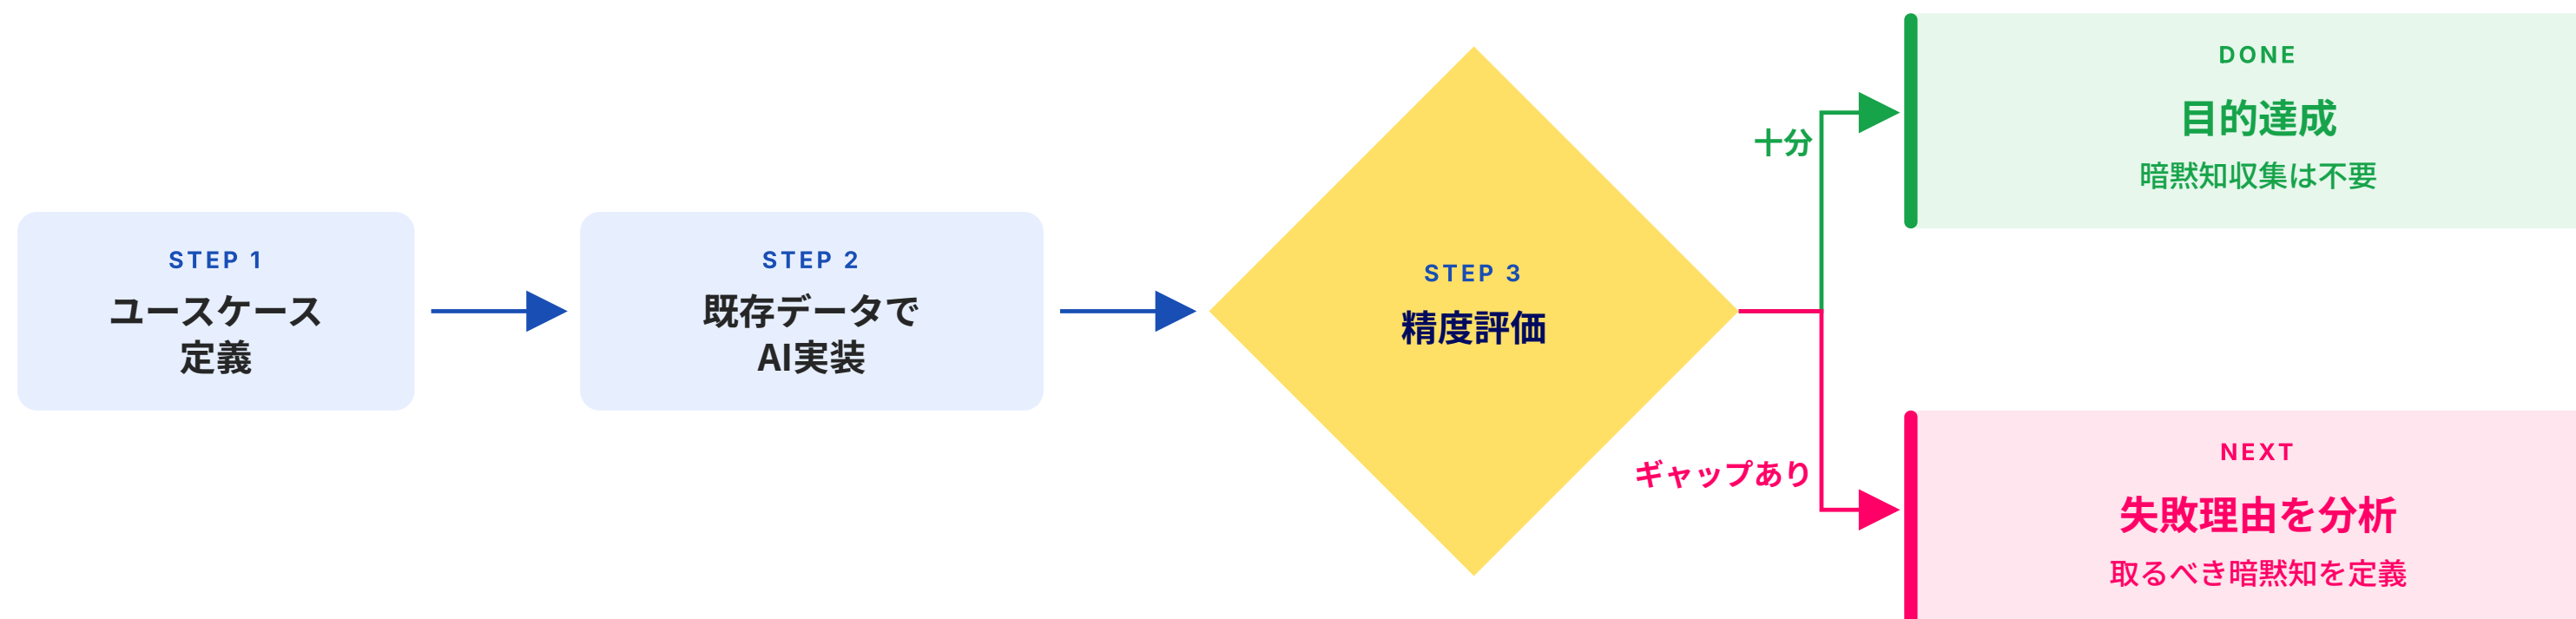 STEP 1
ユースケース
定義
STEP 2
既存データで
AI実装
STEP 3
精度評価
十分
DONE
目的達成
暗黙知収集は不要
ギャップあり
NEXT
失敗理由を分析
取るべき暗黙知を定義